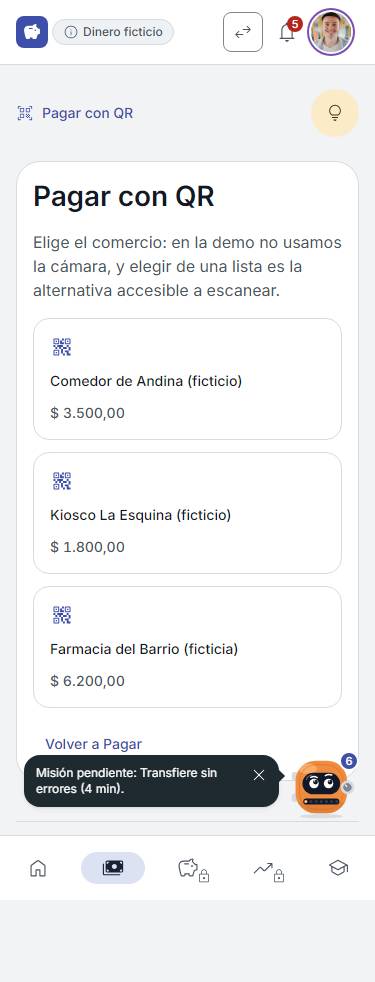 Dinero ficticio
5
Pagar con QR
Pagar con QR
Elige el comercio: en la demo no usamos
la cámara, y elegir de una lista es la
alternativa accesible a escanear.
Comedor de Andina (ficticio)
$ 3.500,00
Kiosco La Esquina (ficticio)
$ 1.800,00
Farmacia del Barrio (ficticia)
$ 6.200,00
Volver a Pagar
Misión pendiente: Transfiere sin
errores (4 min).
6